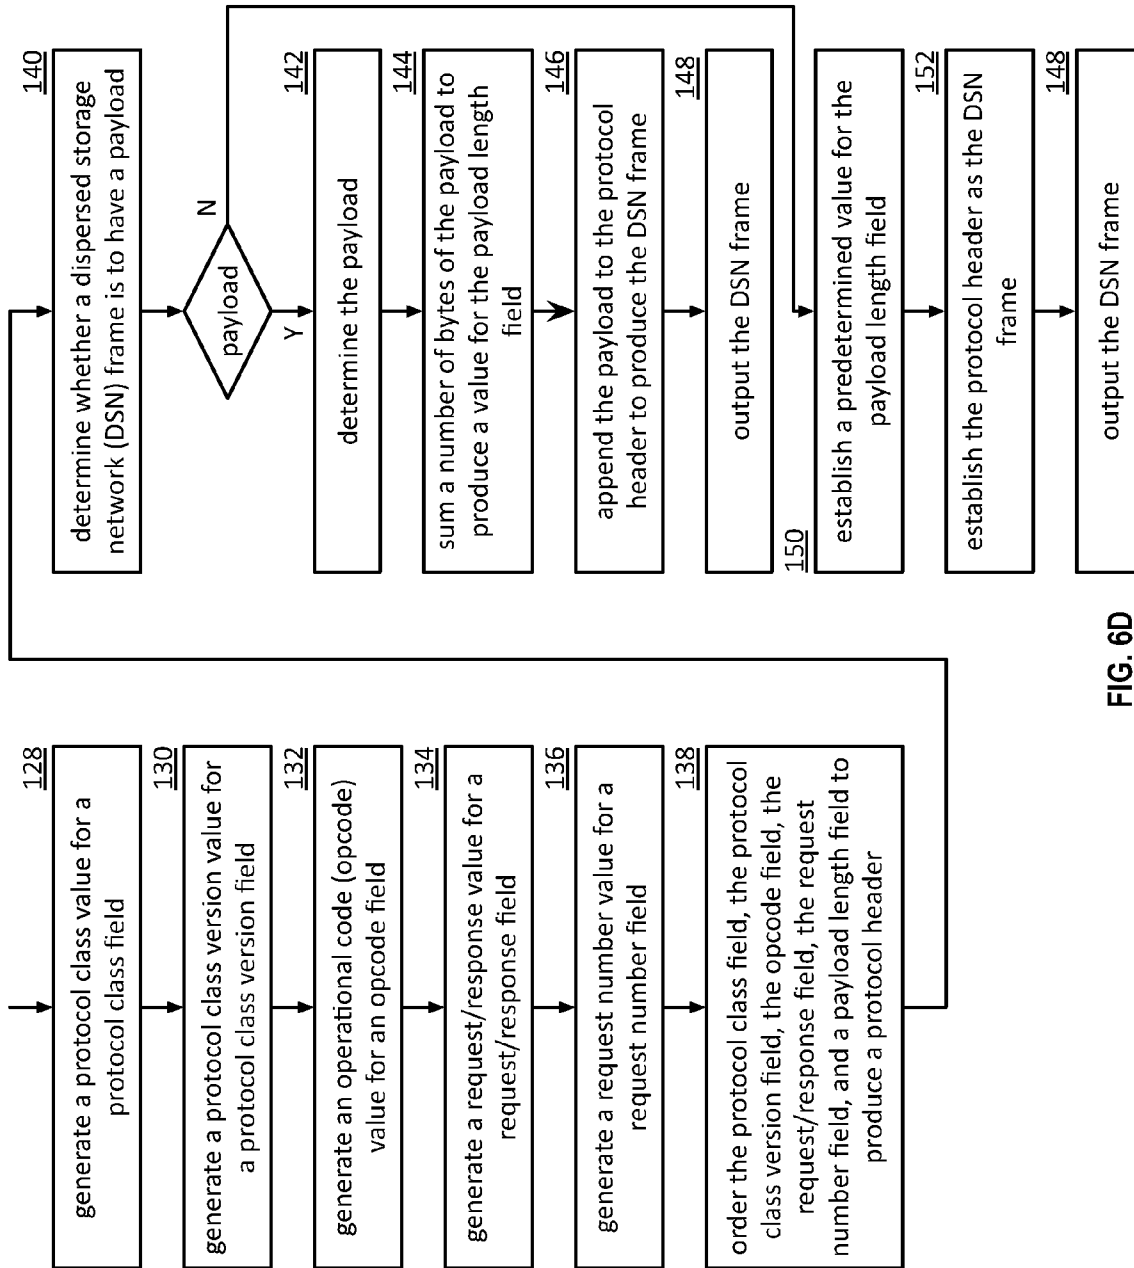 128
generate a protocol class value for a
protocol class field
130
generate a protocol class version value for
a protocol class version field
132
generate an operational code (opcode)
value for an opcode field
134
generate a request/response value for a
request/response field
136
generate a request number value for a
request number field
138
order the protocol class field, the protocol
class version field, the opcode field, the
request/response field, the request
number field, and a payload length field to
produce a protocol header
140
determine whether a dispersed storage
network (DSN) frame is to have a payload
payload
N
Y
142
determine the payload
144
sum a number of bytes of the payload to
produce a value for the payload length
field
146
append the payload to the protocol
header to produce the DSN frame
148
output the DSN frame
150
establish a predetermined value for the
payload length field
152
establish the protocol header as the DSN
frame
148
output the DSN frame
FIG. 6D